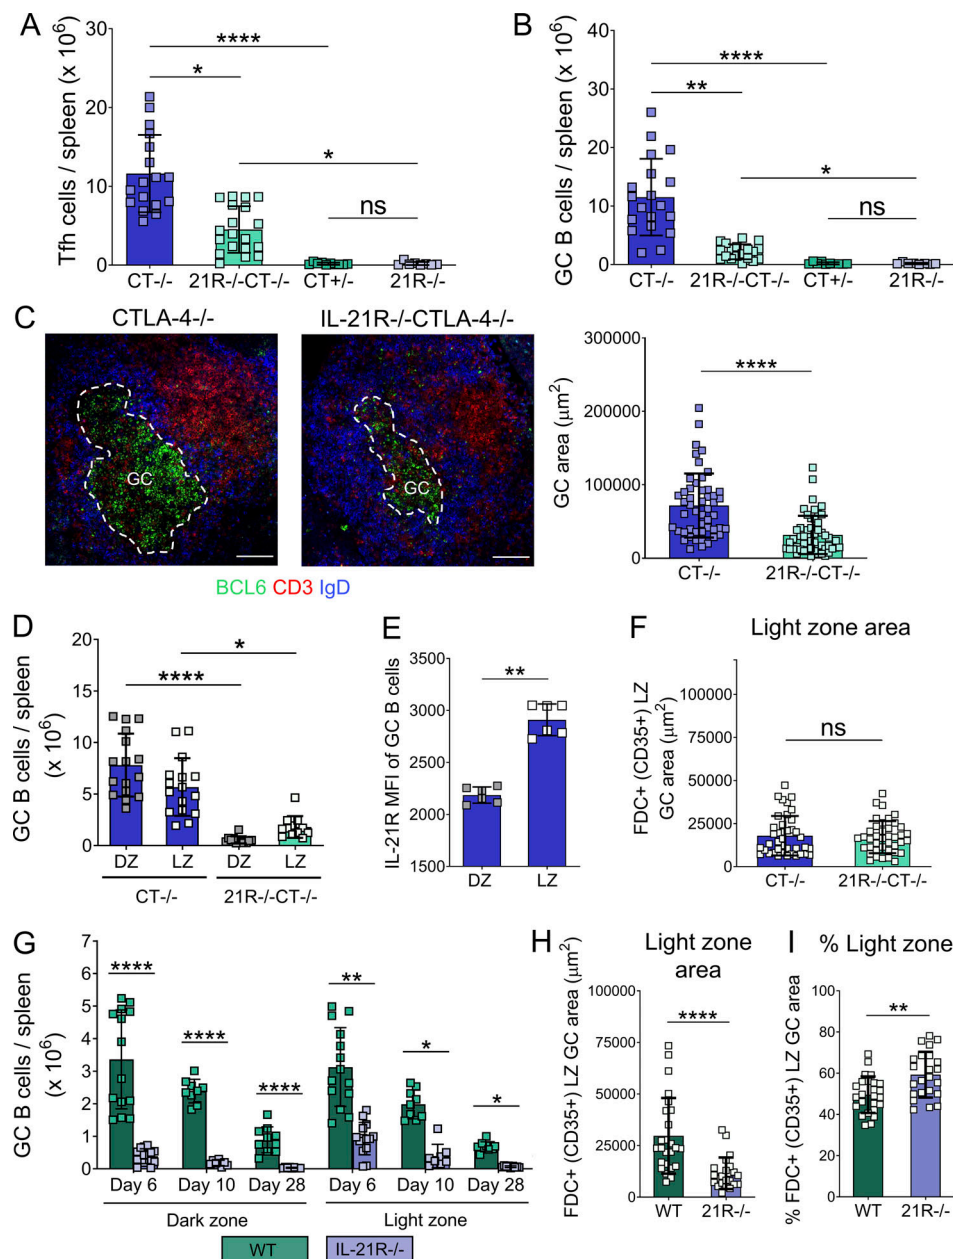 A
Tfh cells / spleen (x 10⁶)
30
20
10
0
****
*
*
ns
CT-/-
21R-/-CT-/-
CT+/-
21R-/-
B
GC B cells / spleen (x 10⁶)
40
30
20
10
0
****
**
*
ns
CT-/-
21R-/-CT-/-
CT+/-
21R-/-
C
CTLA-4-/-
IL-21R-/-CTLA-4-/-
GC
GC
BCL6 CD3 IgD
GC area (μm²)
300000
200000
100000
0
****
CT-/-
21R-/-CT-/-
D
GC B cells / spleen
(x 10⁶)
20
15
10
5
0
****
*
DZ
LZ
DZ
LZ
CT-/-
21R-/-CT-/-
E
IL-21R MFI of GC B cells
3500
3000
2500
2000
1500
**
DZ
LZ
F
Light zone area
FDC+ (CD35+) LZ
GC area (μm²)
100000
75000
50000
25000
0
ns
CT-/-
21R-/-CT-/-
G
GC B cells / spleen
(x 10⁶)
7
6
5
4
3
2
1
0
****
****
****
**
*
*
Day 6
Day 10
Day 28
Day 6
Day 10
Day 28
Dark zone
Light zone
WT
IL-21R-/-
H
Light zone
area
FDC+ (CD35+) LZ GC area (μm²)
100000
75000
50000
25000
0
****
WT
21R-/-
I
% Light zone
% FDC+ (CD35+) LZ GC area
100
80
60
40
20
0
**
WT
21R-/-